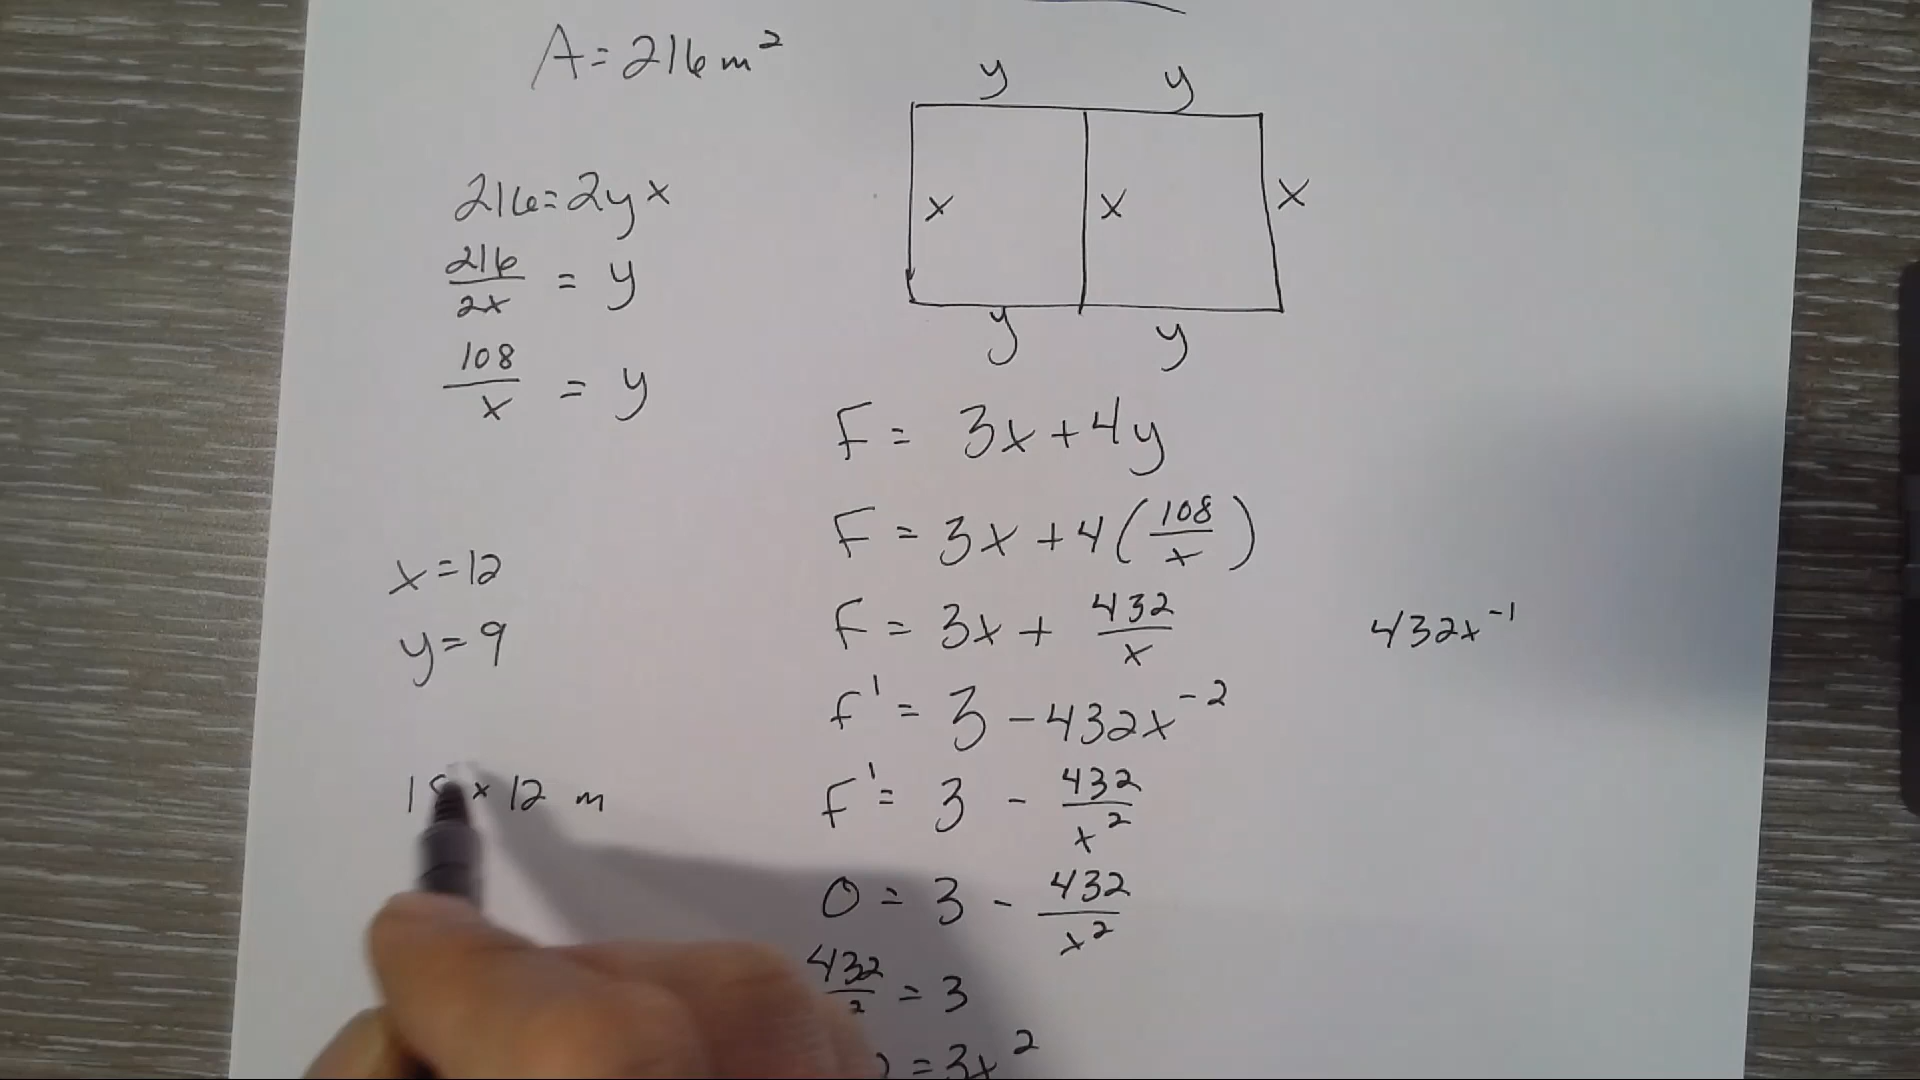 A = 216 m²
216 = 2yx
216/2x = y
108/x = y
x = 12
y = 9
x 12 m
y y
x x x
y y
F = 3x + 4y
F = 3x + 4(108/x)
F = 3x + 432/x
432x⁻¹
F' = 3 - 432x⁻²
F' = 3 - 432/x²
0 = 3 - 432/x²
432/ ² = 3
= 3x²